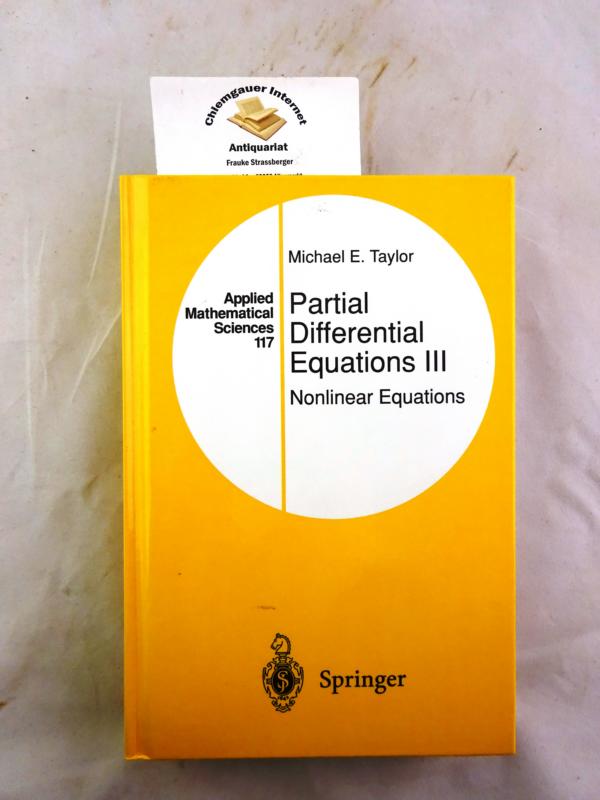 Chiemgauer Internet
Antiquariat
Frauke Strassberger
Michael E. Taylor
Applied
Mathematical
Sciences
117
Partial
Differential
Equations III
Nonlinear Equations
Springer